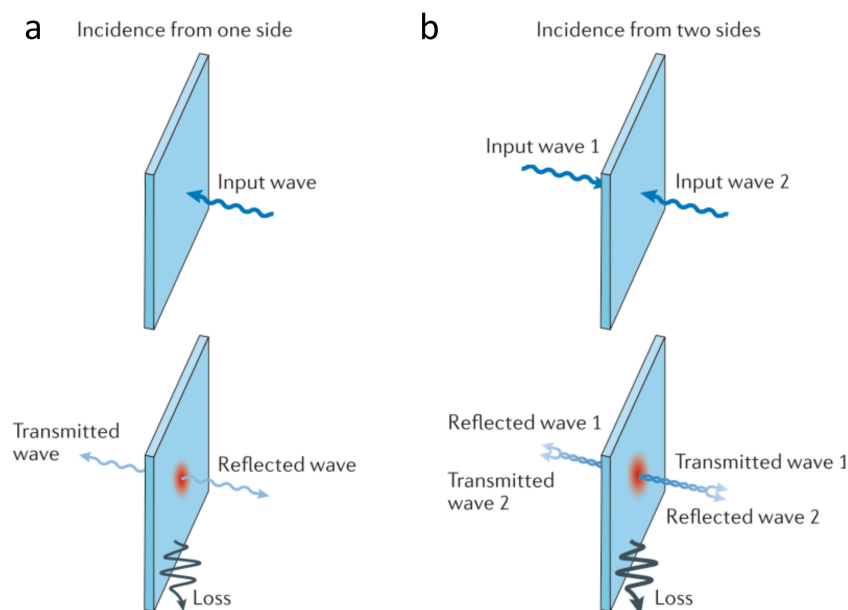 a
Incidence from one side
Input wave
Transmitted
wave
Reflected wave
Loss
b
Incidence from two sides
Input wave 1
Input wave 2
Reflected wave 1
Transmitted
wave 2
Transmitted wave 1
Reflected wave 2
Loss